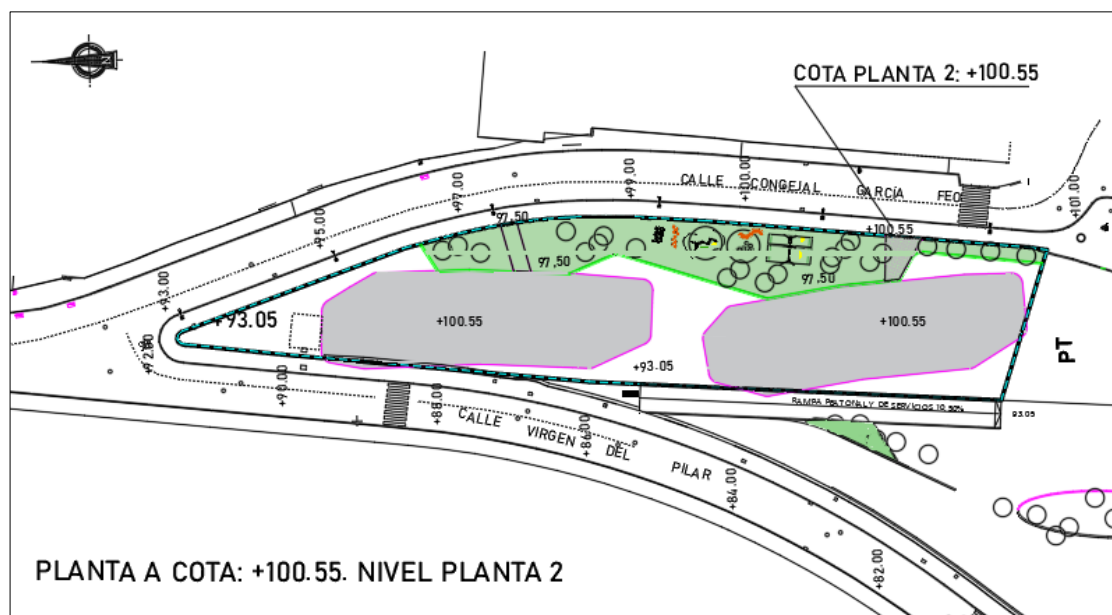 N
COTA PLANTA 2: +100.55
CALLE CONGEJAL GARCÍA FEO
+101.00
+100.00
+99.00
+97.00
+95.00
+93.00
97.50
+100.55
97.50
97.50
+93.05
+100.55
+100.55
+93.05
PT
+90.00
+88.00
RAMPA PEATONAL Y DE SERVICIOS 10.50%
93.05
CALLE VIRGEN DEL PILAR
+86.00
+84.00
+82.00
PLANTA A COTA: +100.55. NIVEL PLANTA 2